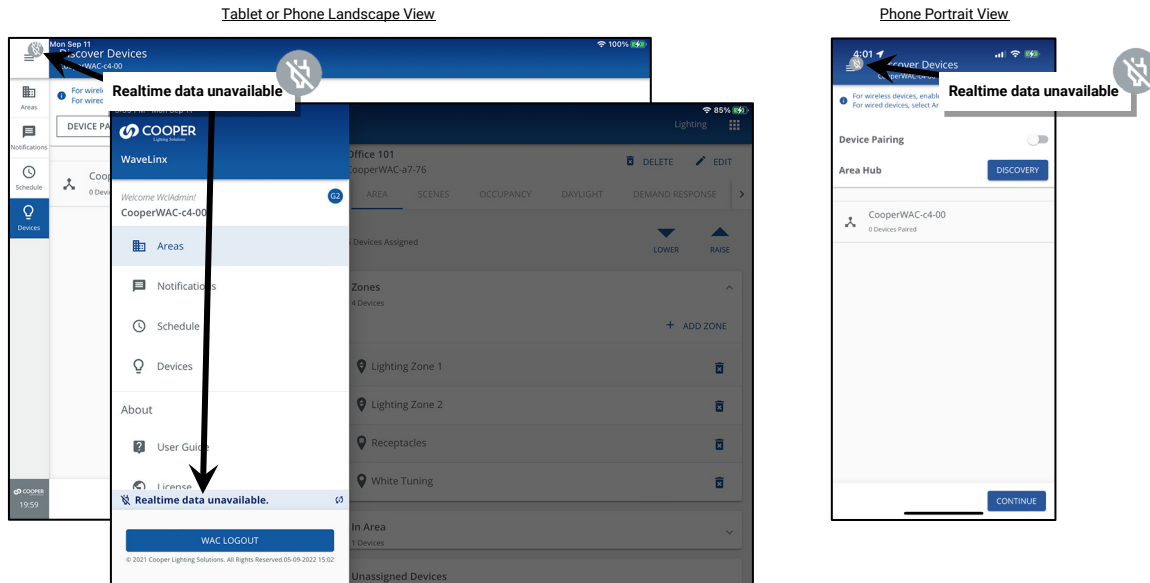 Tablet or Phone Landscape View
Phone Portrait View
Mon Sep 11
100%
Discover Devices
WAC-c4-00
Areas
Notifications
Schedule
Devices
COOPER
19:59
For wired
DEVICE PA
Realtime data unavailable
85%
COOPER
Lighting Solutions
WaveLinx
Welcome WclAdmin!
G2
CooperWAC-c4-00
Areas
Notifications
Schedule
Devices
About
User Guide
License
Realtime data unavailable.
WAC LOGOUT
© 2021 Cooper Lighting Solutions. All Rights Reserved.05-09-2022 15:02
Lighting
Office 101
CooperWAC-a7-76
DELETE
EDIT
AREA
SCENES
OCCUPANCY
DAYLIGHT
DEMAND RESPONSE
Devices Assigned
LOWER
RAISE
Zones
4 Devices
+ ADD ZONE
Lighting Zone 1
Lighting Zone 2
Receptacles
White Tuning
In Area
1 Devices
Unassigned Devices
4:01
Discover Devices
Realtime data unavailable
For wireless devices, enabl
For wired devices, select Ar
Device Pairing
Area Hub
DISCOVERY
CooperWAC-c4-00
0 Devices Paired
CONTINUE